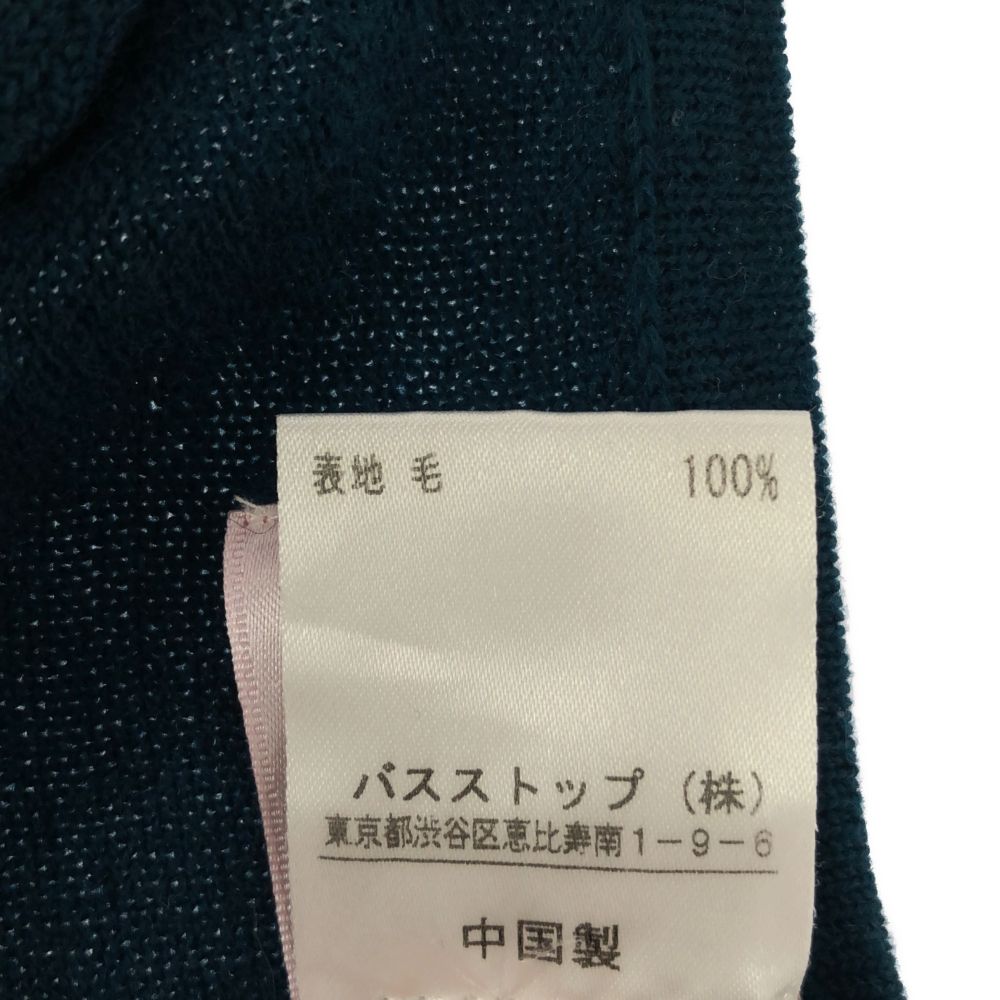 表地 毛 100%
バスストップ (株)
東京都渋谷区恵比寿南1-9-6
中国製